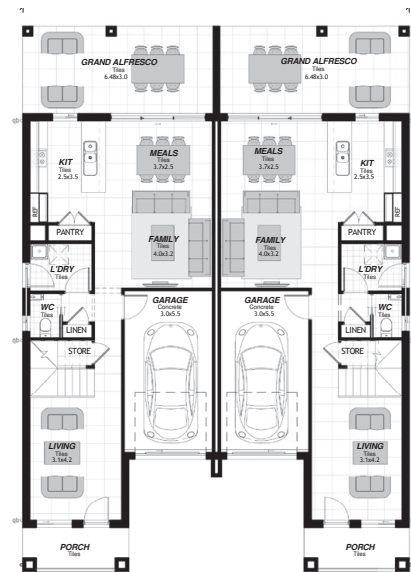 GRAND ALFRESCO
Tiles
6.48x3.0
GRAND ALFRESCO
Tiles
6.48x3.0
KIT
Tiles
2.5x3.5
MEALS
Tiles
3.7x2.5
MEALS
Tiles
3.7x2.5
KIT
Tiles
2.5x3.5
REF
REF
PANTRY
FAMILY
Tiles
4.0x3.2
FAMILY
Tiles
4.0x3.2
PANTRY
L'DRY
Tiles
L'DRY
Tiles
WC
Tiles
LINEN
GARAGE
Concrete
3.0x5.5
GARAGE
Concrete
3.0x5.5
WC
Tiles
LINEN
STORE
STORE
LIVING
Tiles
3.1x4.2
LIVING
Tiles
3.1x4.2
PORCH
Tiles
PORCH
Tiles